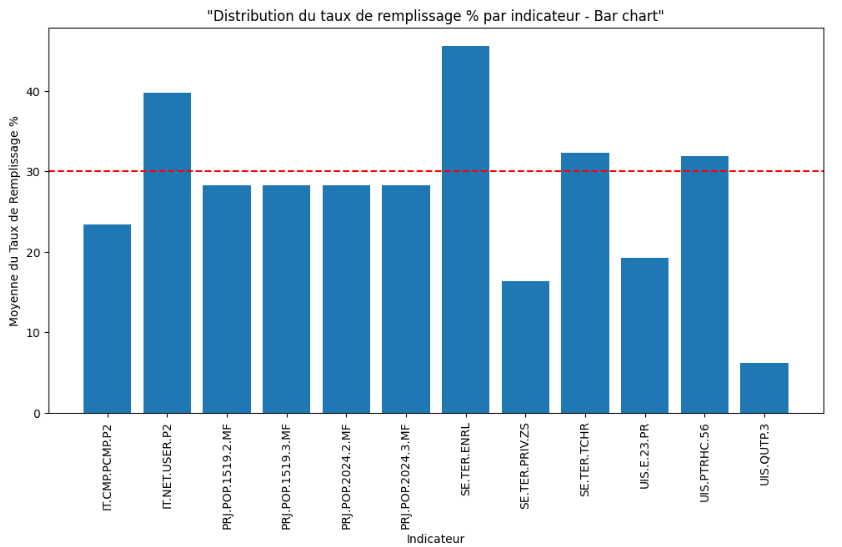 "Distribution du taux de remplissage % par indicateur - Bar chart"
Moyenne du Taux de Remplissage %
40
30
20
10
0
IT.CMP.PCMP.P2
IT.NET.USER.P2
PRJ.POP.1519.2.MF
PRJ.POP.1519.3.MF
PRJ.POP.2024.2.MF
PRJ.POP.2024.3.MF
SE.TER.ENRL
SE.TER.PRIV.ZS
SE.TER.TCHR
UIS.E.23.PR
UIS.PTRHC.56
UIS.QUTP.3
Indicateur